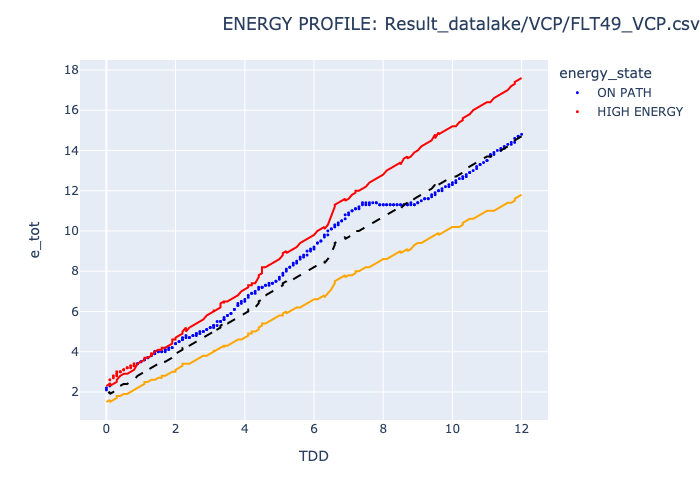 ENERGY PROFILE: Result_datalake/VCP/FLT49_VCP.csv
energy_state
ON PATH
HIGH ENERGY
e_tot
18
16
14
12
10
8
6
4
2
0 2 4 6 8 10 12
TDD